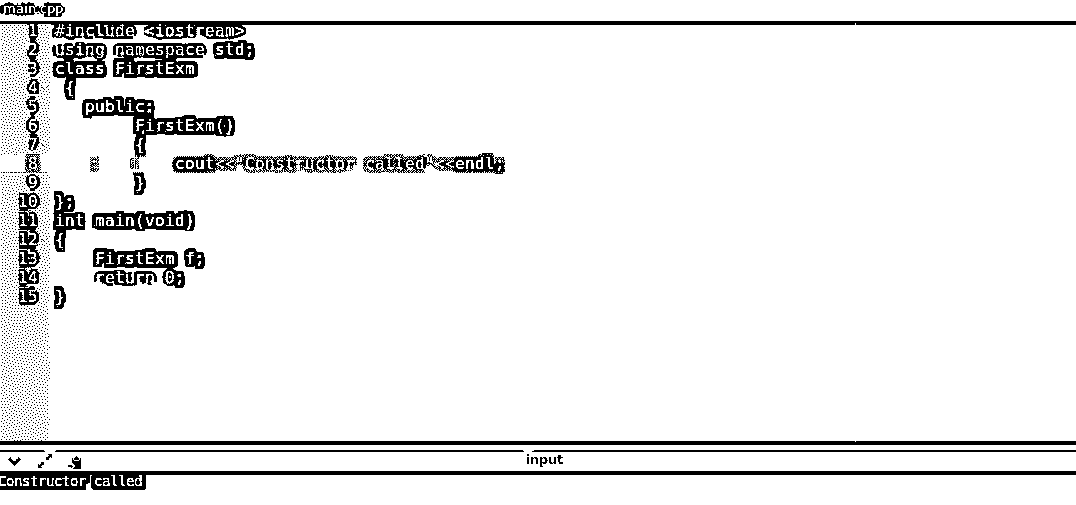 main.cpp
1 #include <iostream>
2 using namespace std;
3 class FirstExm
4 {
5 public:
6 FirstExm()
7 {
8 cout<<"Constructor called"<<endl;
9 }
10 };
11 int main(void)
12 {
13 FirstExm f;
14 return 0;
15 }
input
Constructor called